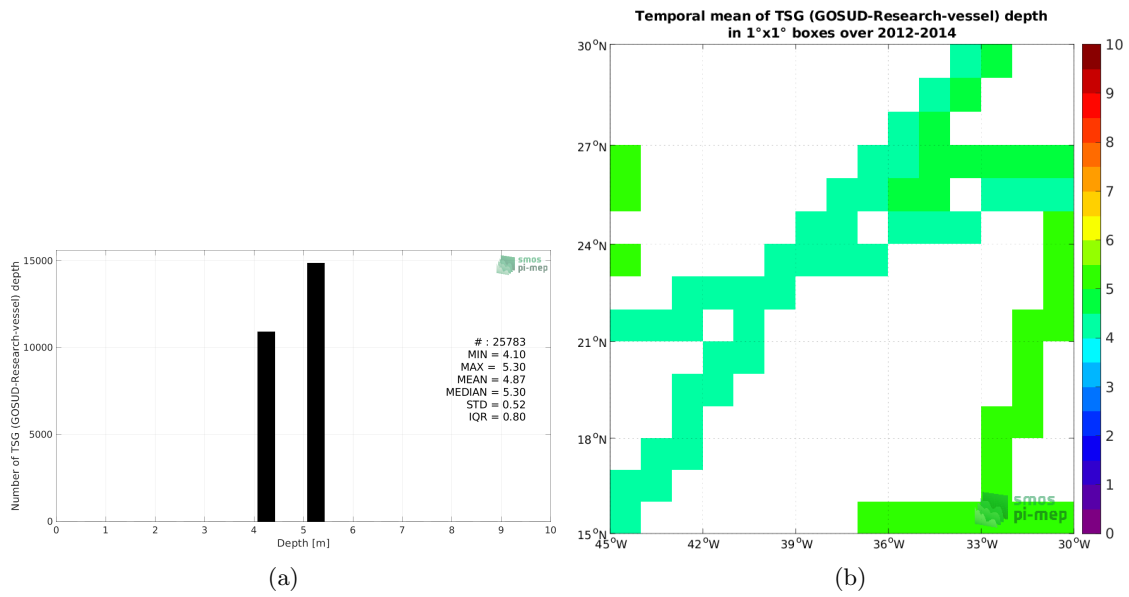 15000
10000
5000
0
Number of TSG (GOSUD-Research-vessel) depth
smos
pi-mep
# : 25783
MIN = 4.10
MAX = 5.30
MEAN = 4.87
MEDIAN = 5.30
STD = 0.52
IQR = 0.80
0 1 2 3 4 5 6 7 8 9 10
Depth [m]
(a)
Temporal mean of TSG (GOSUD-Research-vessel) depth
in 1°x1° boxes over 2012-2014
30°N
27°N
24°N
21°N
18°N
15°N
45°W 42°W 39°W 36°W 33°W 30°W
smos
pi-mep
10
9
8
7
6
5
4
3
2
1
0
(b)